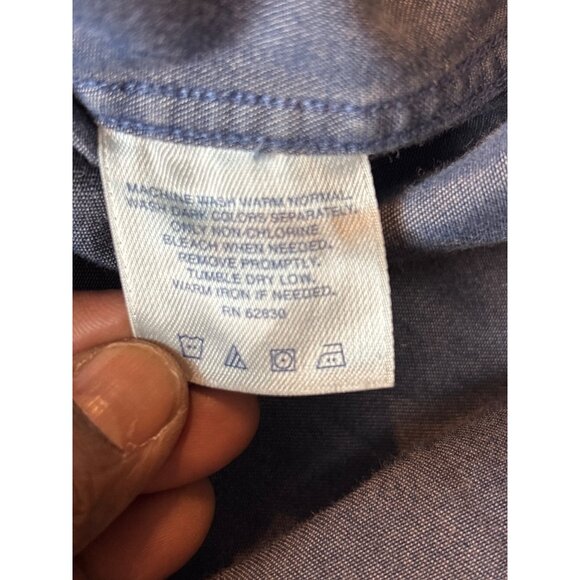 MACHINE WASH WARM NORMAL.
WASH DARK COLORS SEPARATELY.
ONLY NON-CHLORINE
BLEACH WHEN NEEDED.
REMOVE PROMPTLY.
TUMBLE DRY LOW.
WARM IRON IF NEEDED.
RN 62830